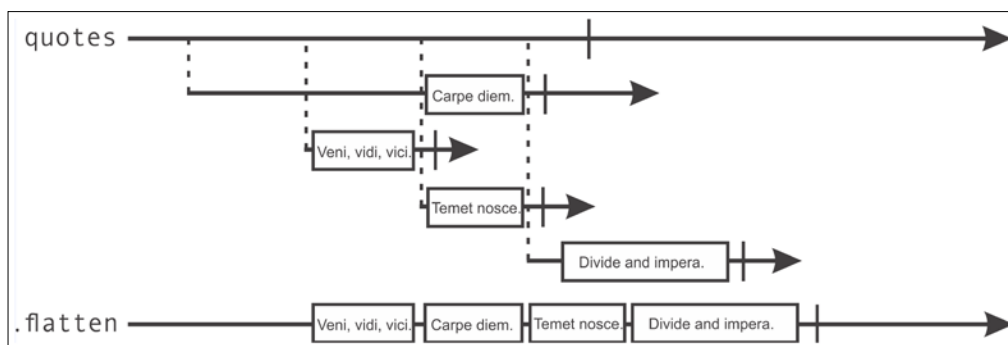 quotes
Carpe diem.
Veni, vidi, vici.
Temet nosce.
Divide and impera.
.flatten Veni, vidi, vici. Carpe diem. Temet nosce. Divide and impera.